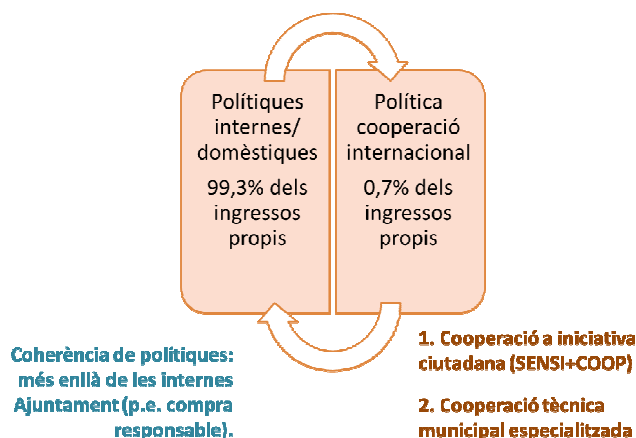 Polítiques
internes/
domèstiques
99,3% dels
ingressos
propis
Política
cooperació
internacional
0,7% dels
ingressos
propis
Coherència de polítiques:
més enllà de les internes
Ajuntament (p.e. compra
responsable).
1. Cooperació a iniciativa
ciutadana (SENSI+COOP)
2. Cooperació tècnica
municipal especialitzada